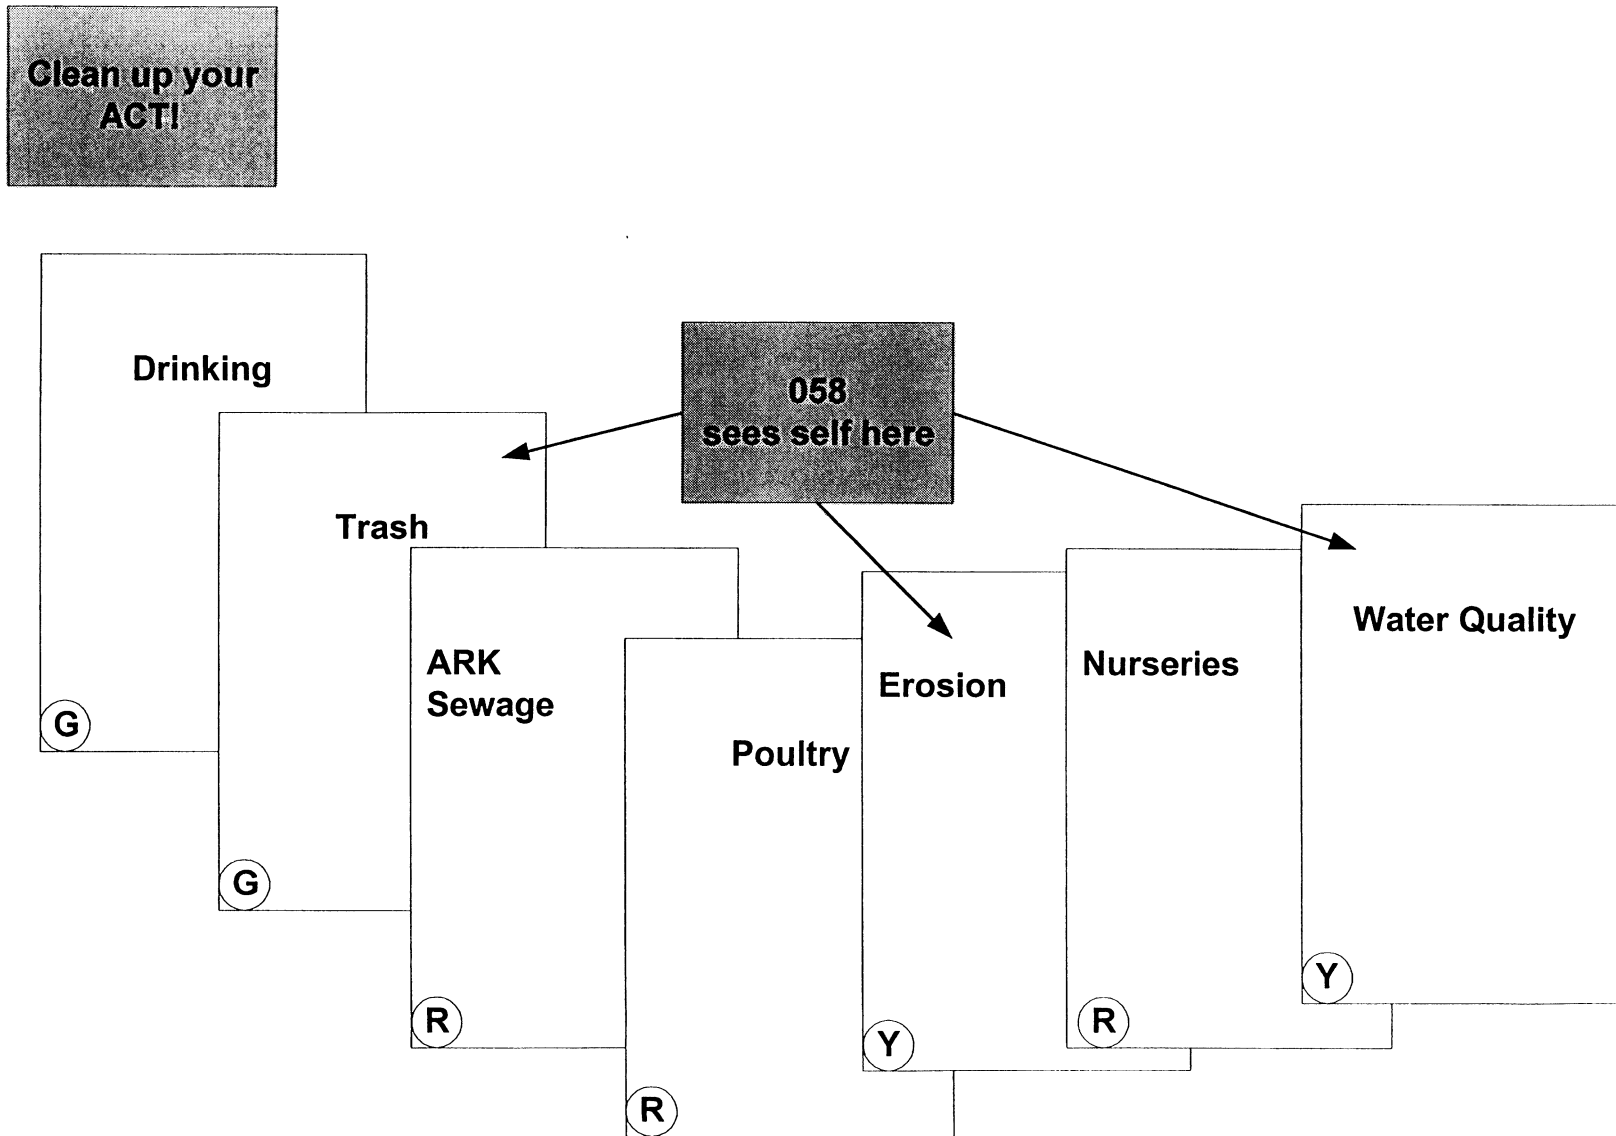 Clean up your
ACT!
Drinking
G
Trash
G
058
sees self here
ARK
Sewage
R
Poultry
R
Erosion
Y
Nurseries
R
Water Quality
Y